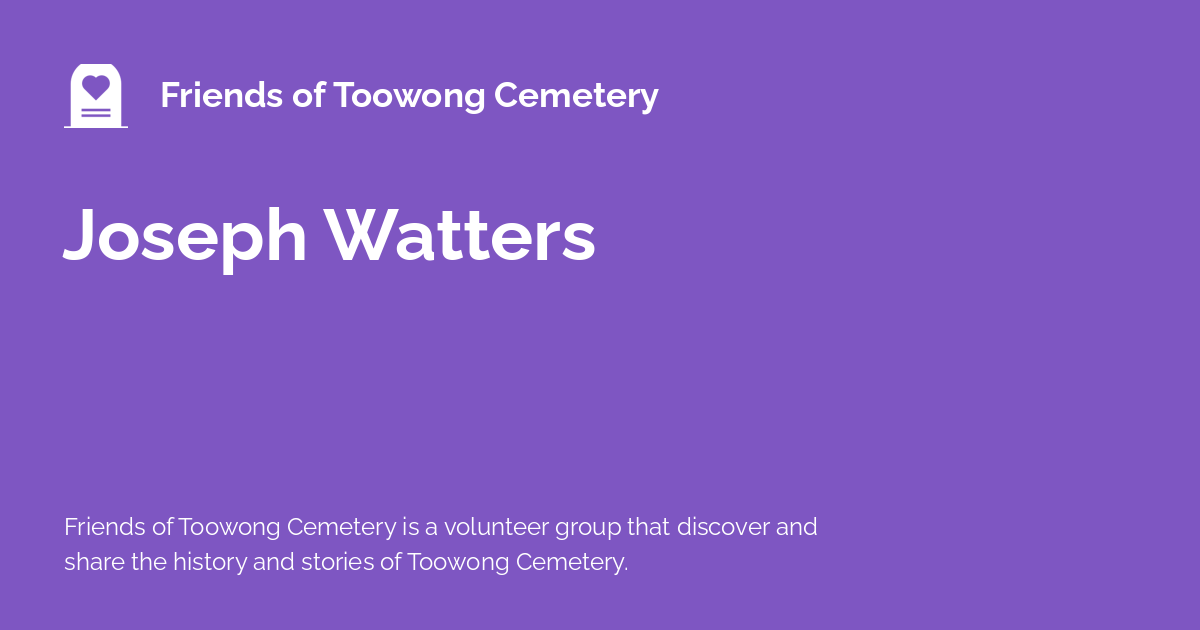 Friends of Toowong Cemetery
Joseph Watters
Friends of Toowong Cemetery is a volunteer group that discover and
share the history and stories of Toowong Cemetery.